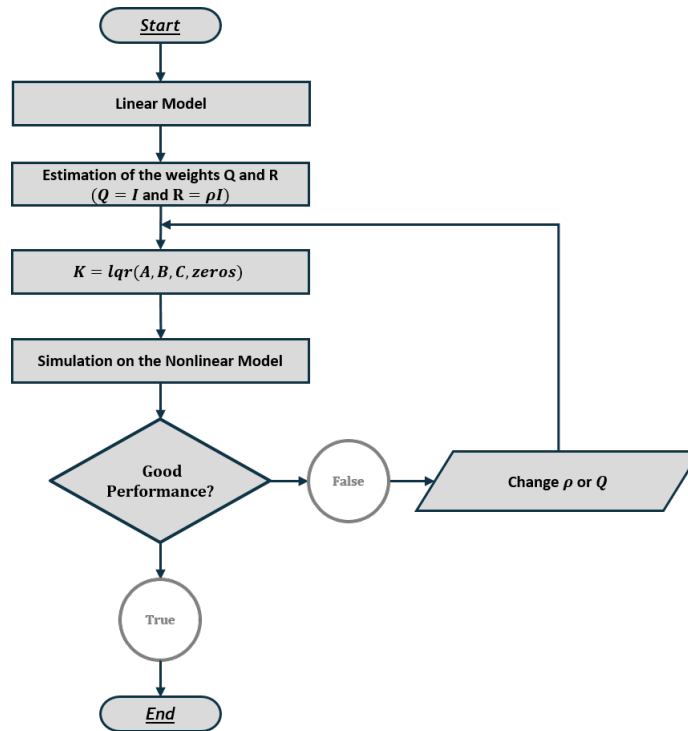 Start
Linear Model
Estimation of the weights Q and R
(Q = I and R = ρI)
K = lqr(A, B, C, zeros)
Simulation on the Nonlinear Model
Good
Performance?
False
Change ρ or Q
True
End